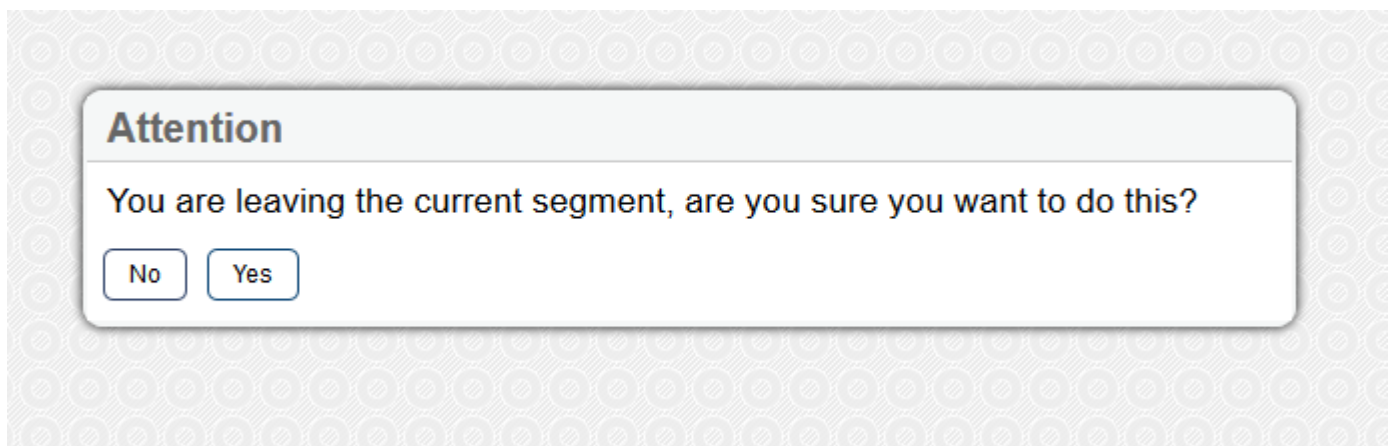 Attention
You are leaving the current segment, are you sure you want to do this?
No Yes